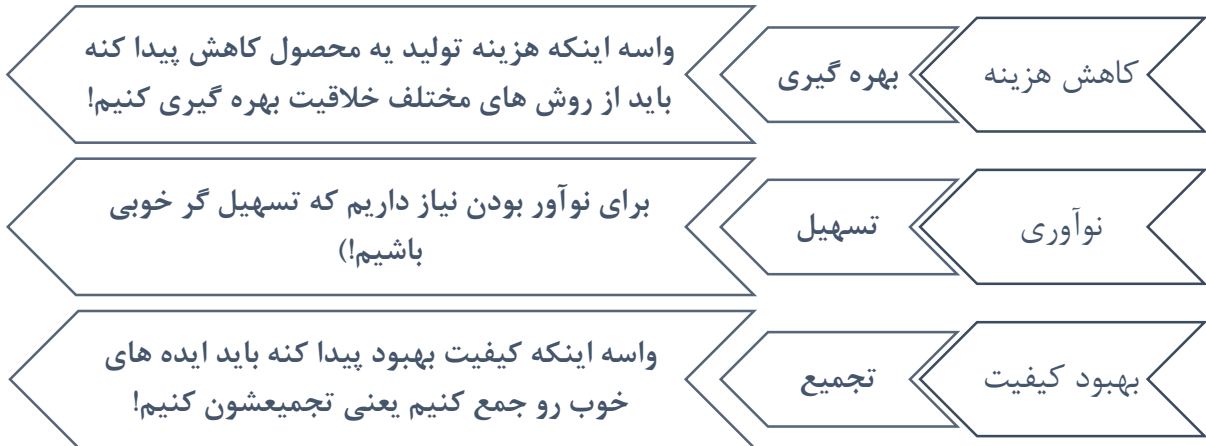 کاهش هزینه
بهره گیری
واسه اینکه هزینه تولید یه محصول کاهش پیدا کنه
باید از روش های مختلف خلاقیت بهره گیری کنیم!
نوآوری
تسهیل
برای نوآور بودن نیاز داریم که تسهیل گر خوبی
باشیم!)
بهبود کیفیت
تجمیع
واسه اینکه کیفیت بهبود پیدا کنه باید ایده های
خوب رو جمع کنیم یعنی تجمیعشون کنیم!